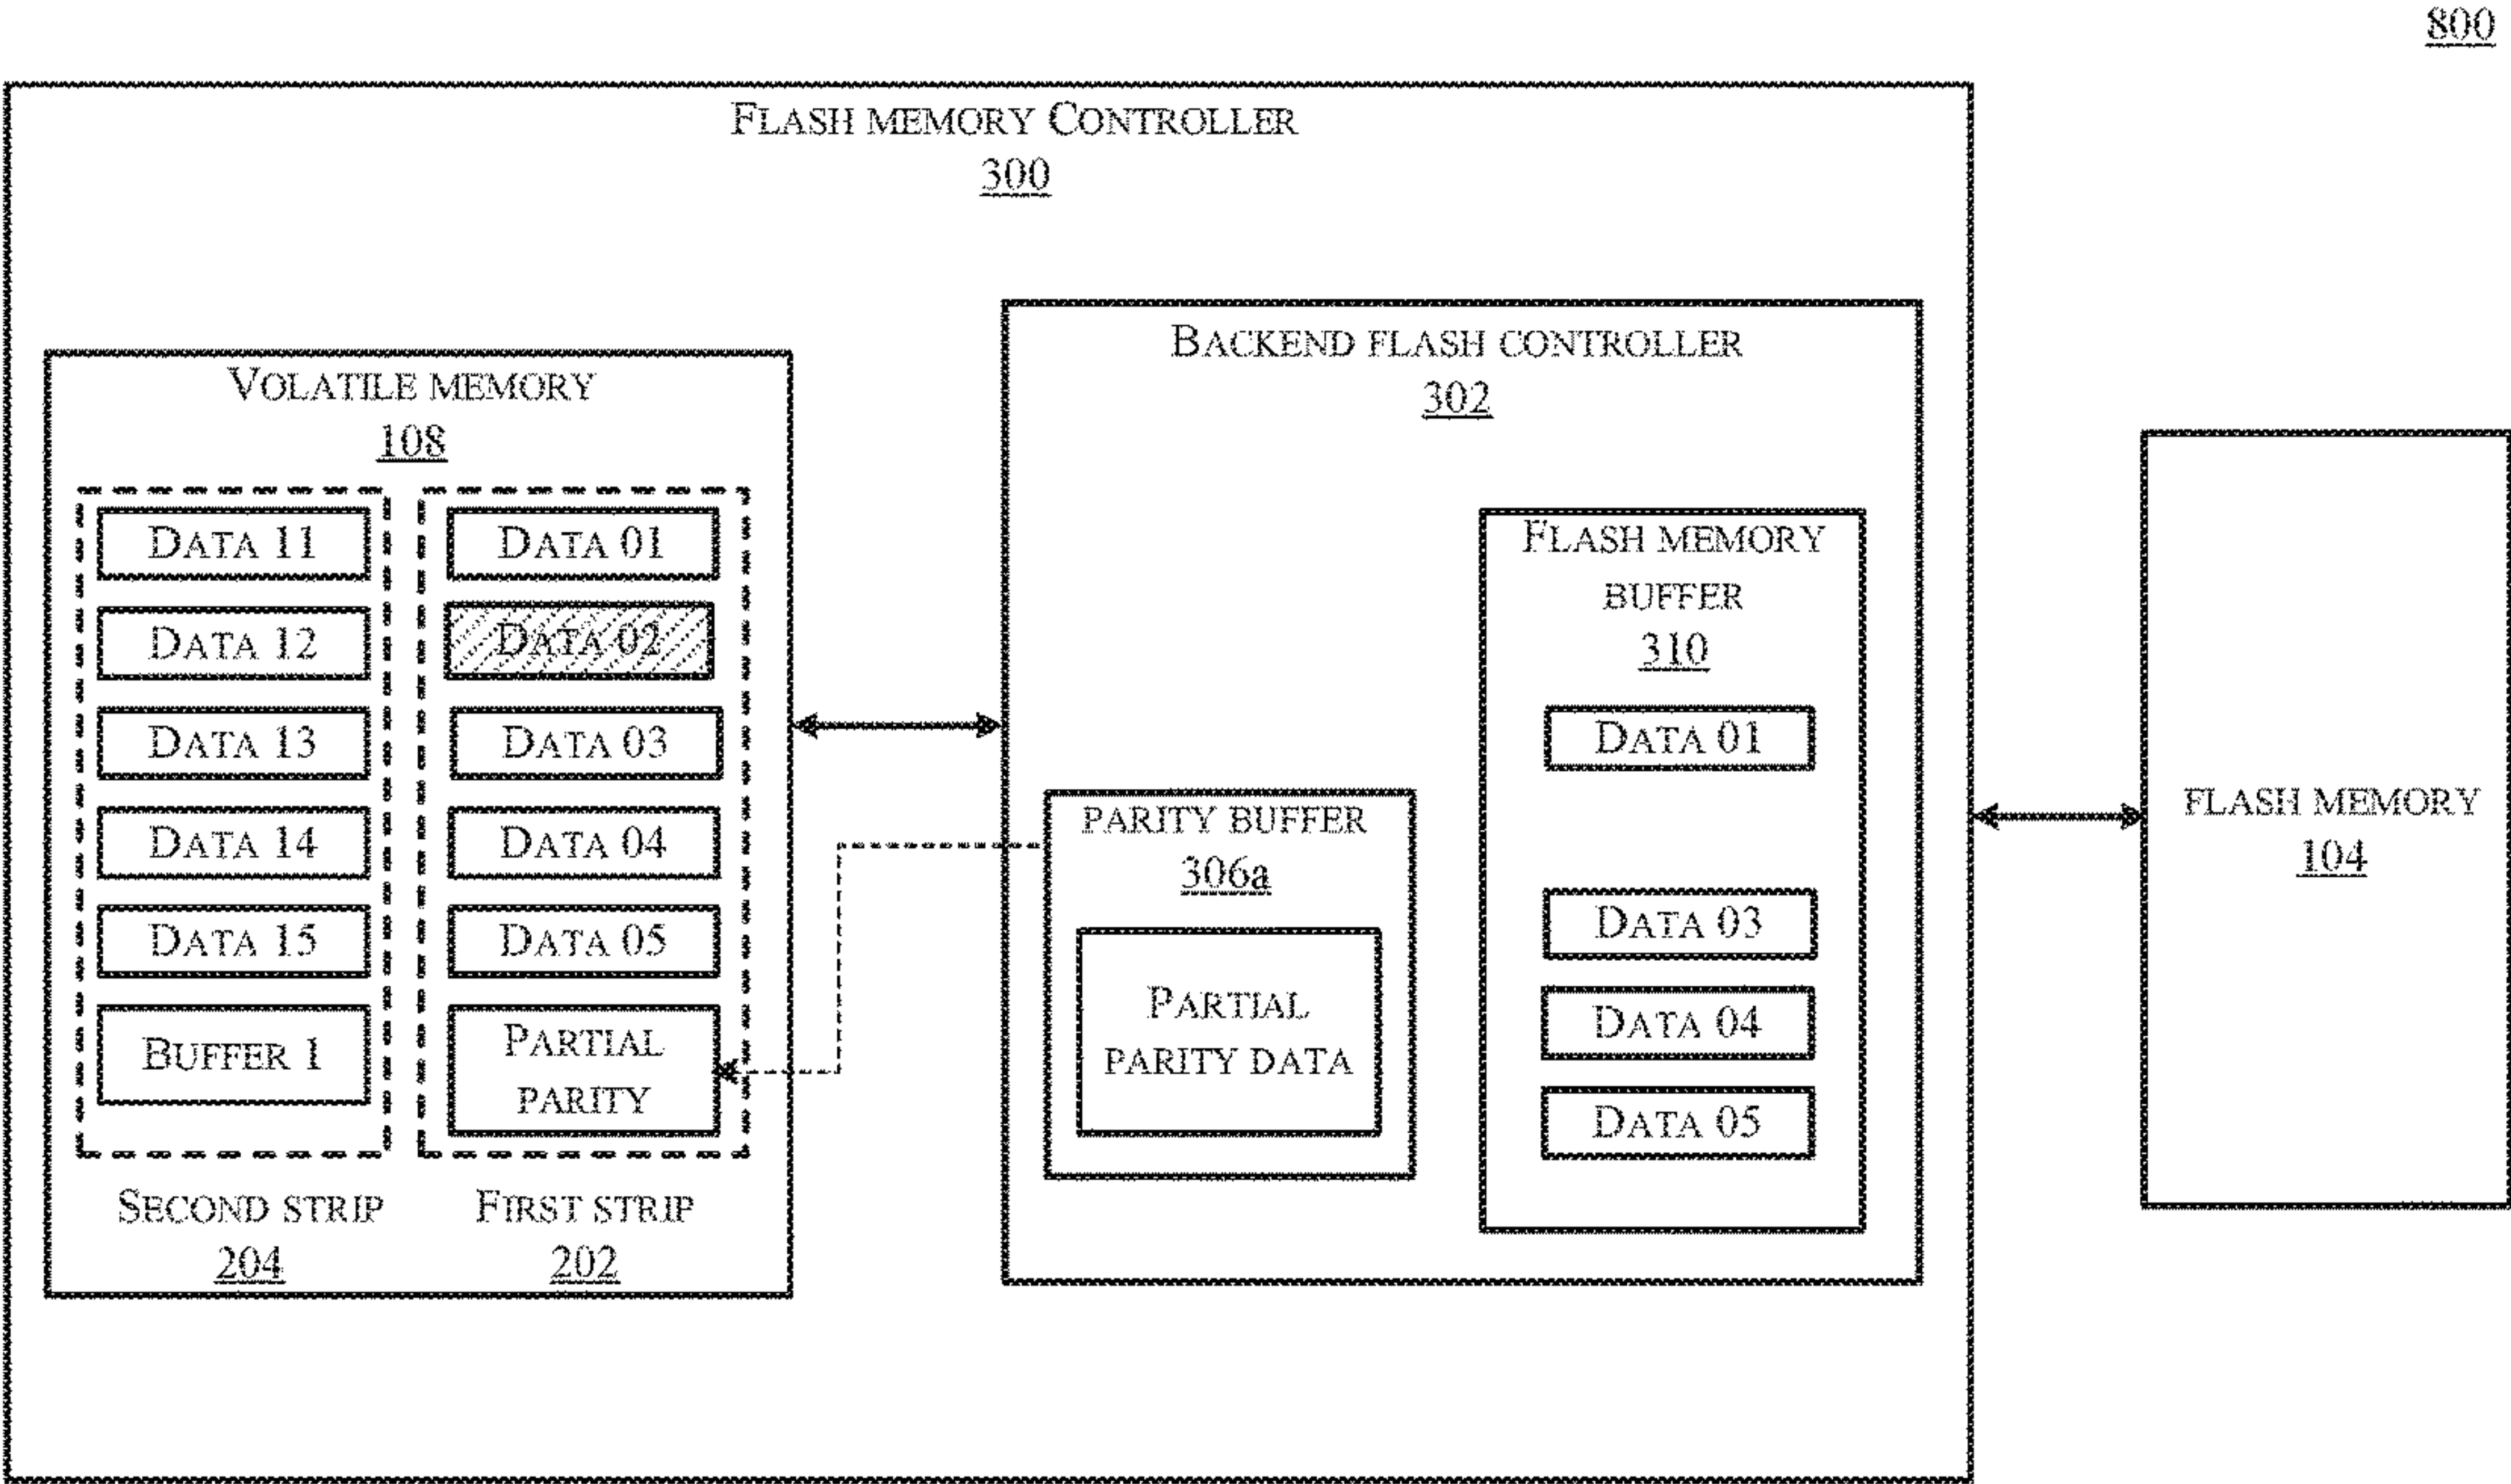 800
FLASH MEMORY CONTROLLER
300
VOLATILE MEMORY
108
DATA 11
DATA 12
DATA 13
DATA 14
DATA 15
BUFFER 1
SECOND STRIP
204
DATA 01
DATA 02
DATA 03
DATA 04
DATA 05
PARTIAL
PARITY
FIRST STRIP
202
BACKEND FLASH CONTROLLER
302
PARITY BUFFER
306a
PARTIAL
PARITY DATA
FLASH MEMORY
BUFFER
310
DATA 01
DATA 03
DATA 04
DATA 05
FLASH MEMORY
104